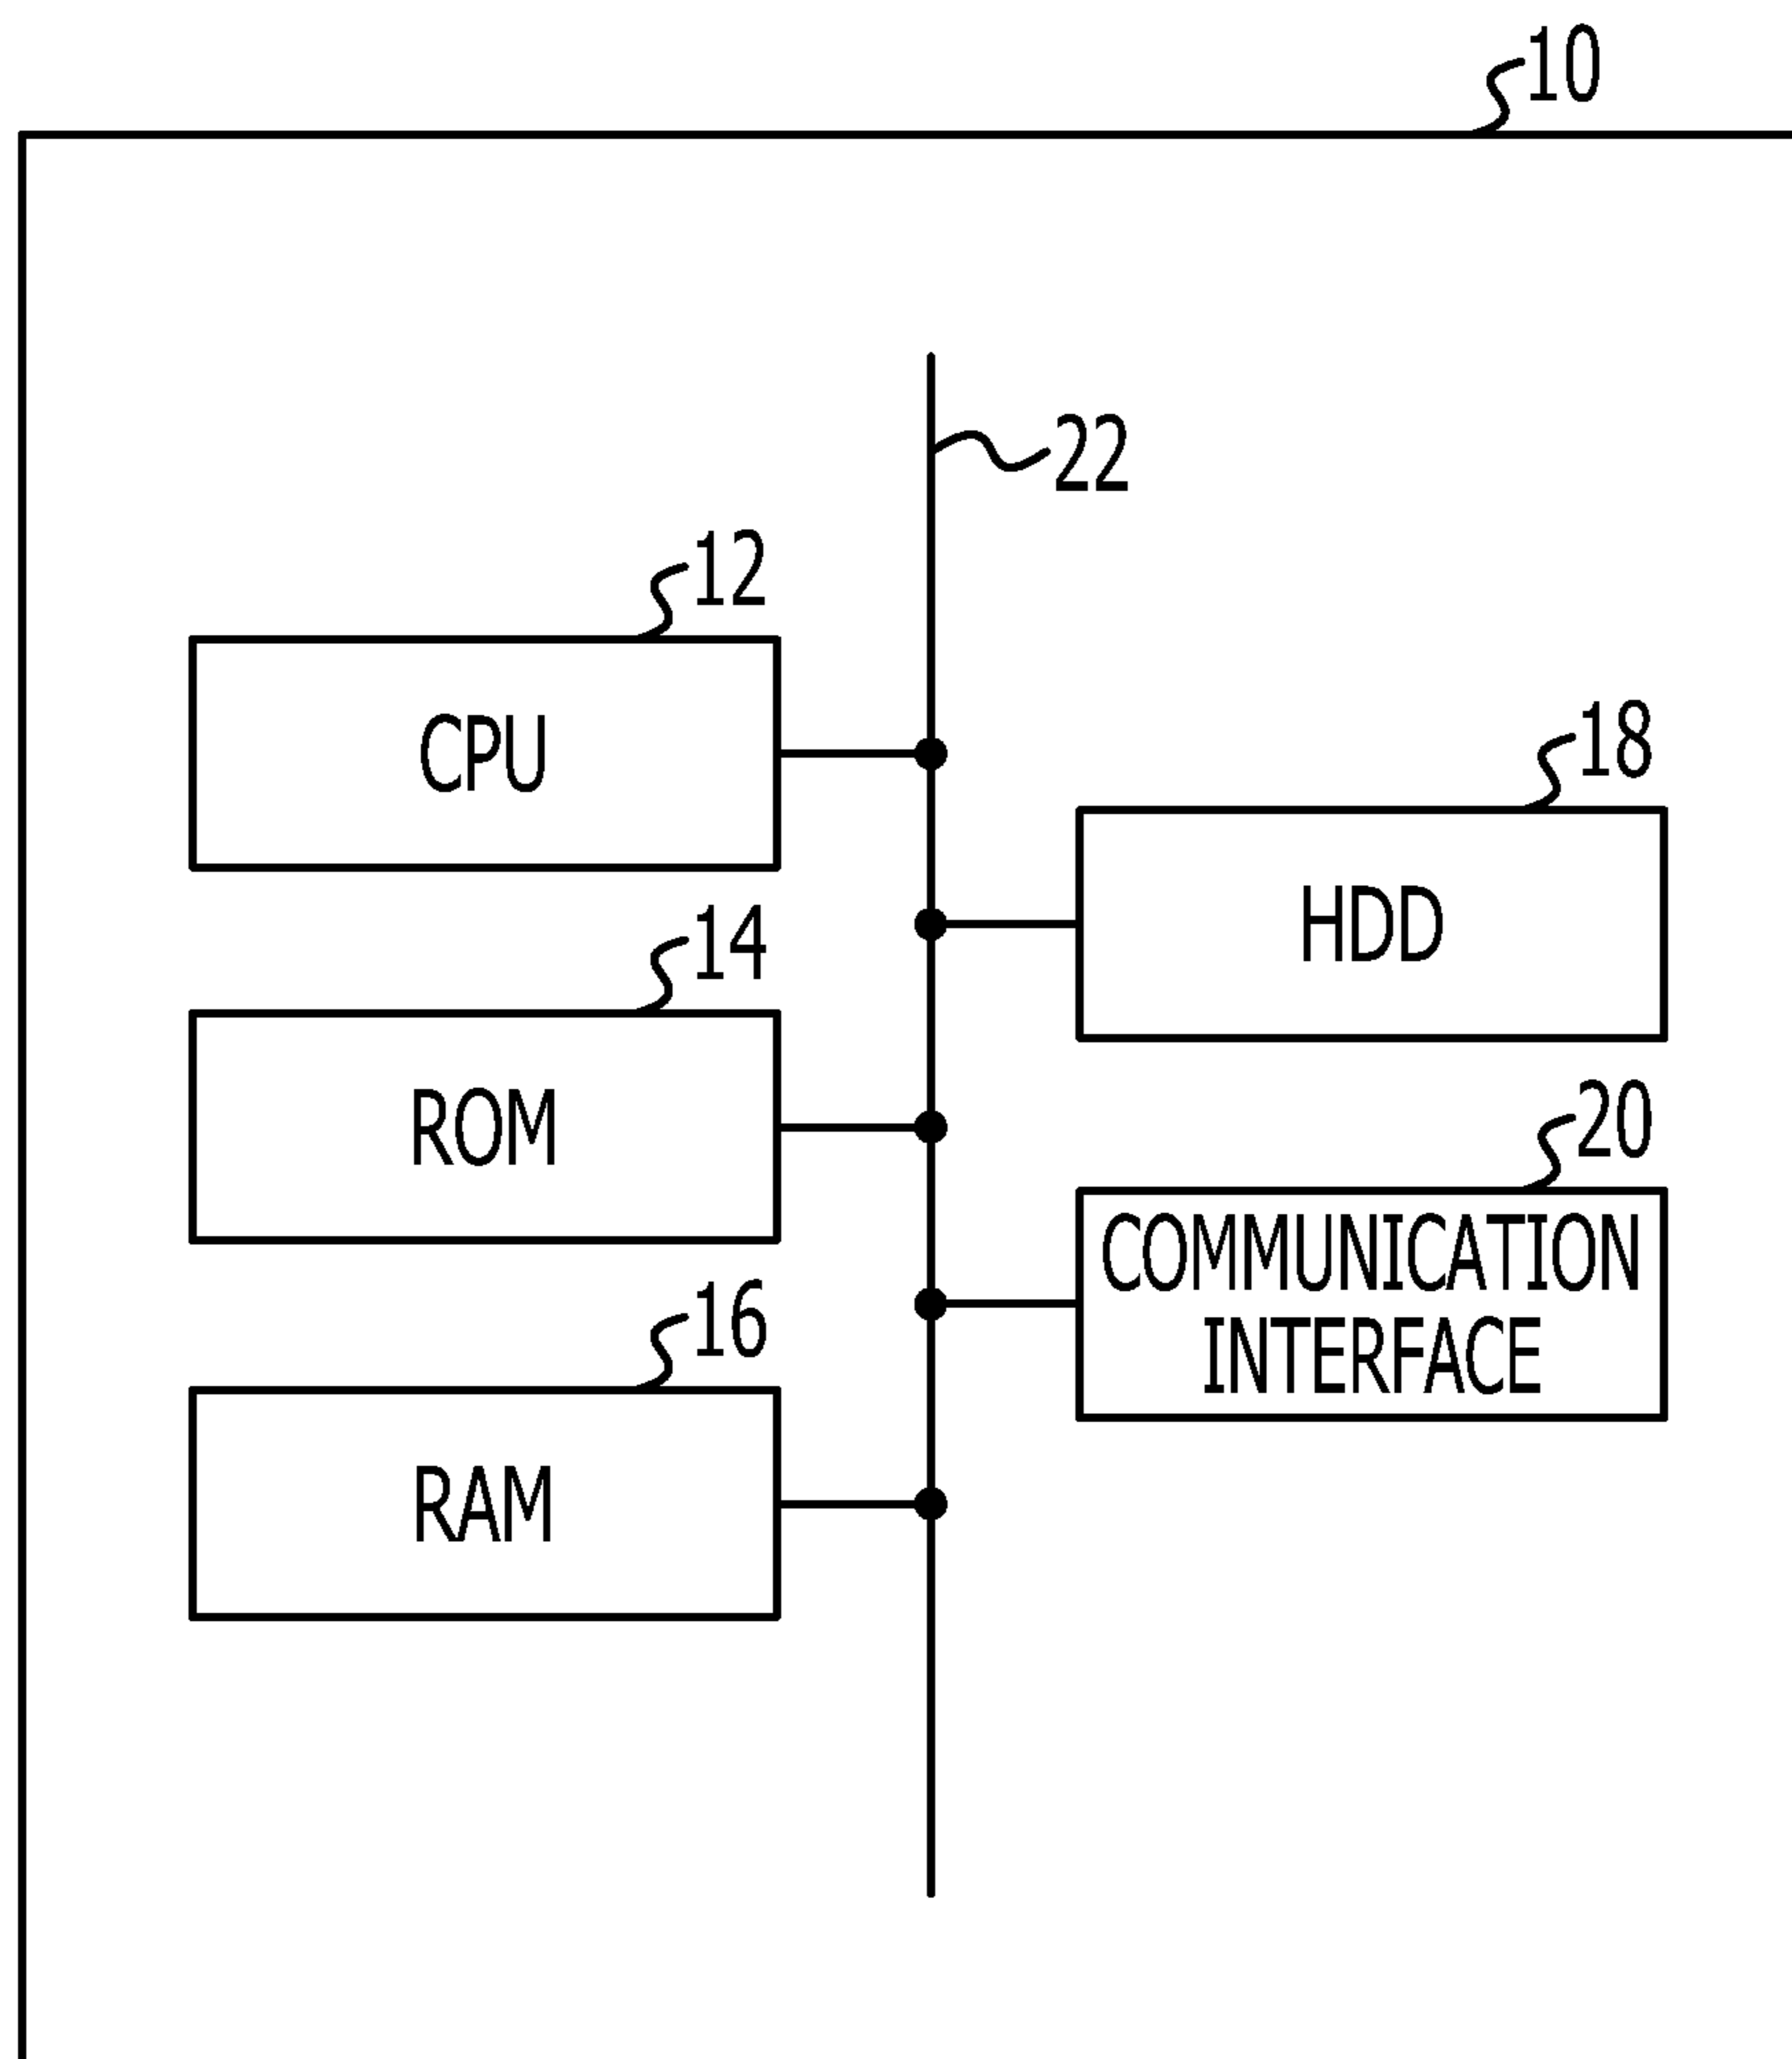 10
22
12
CPU
18
HDD
14
ROM
20
COMMUNICATION
INTERFACE
16
RAM